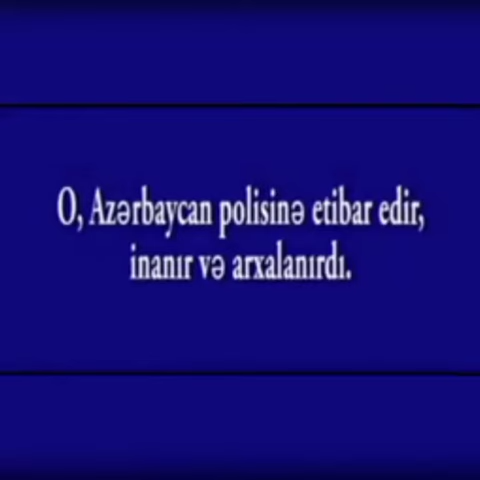 O, Azərbaycan polisinə etibar edir,
inanır və arxalanırdı.